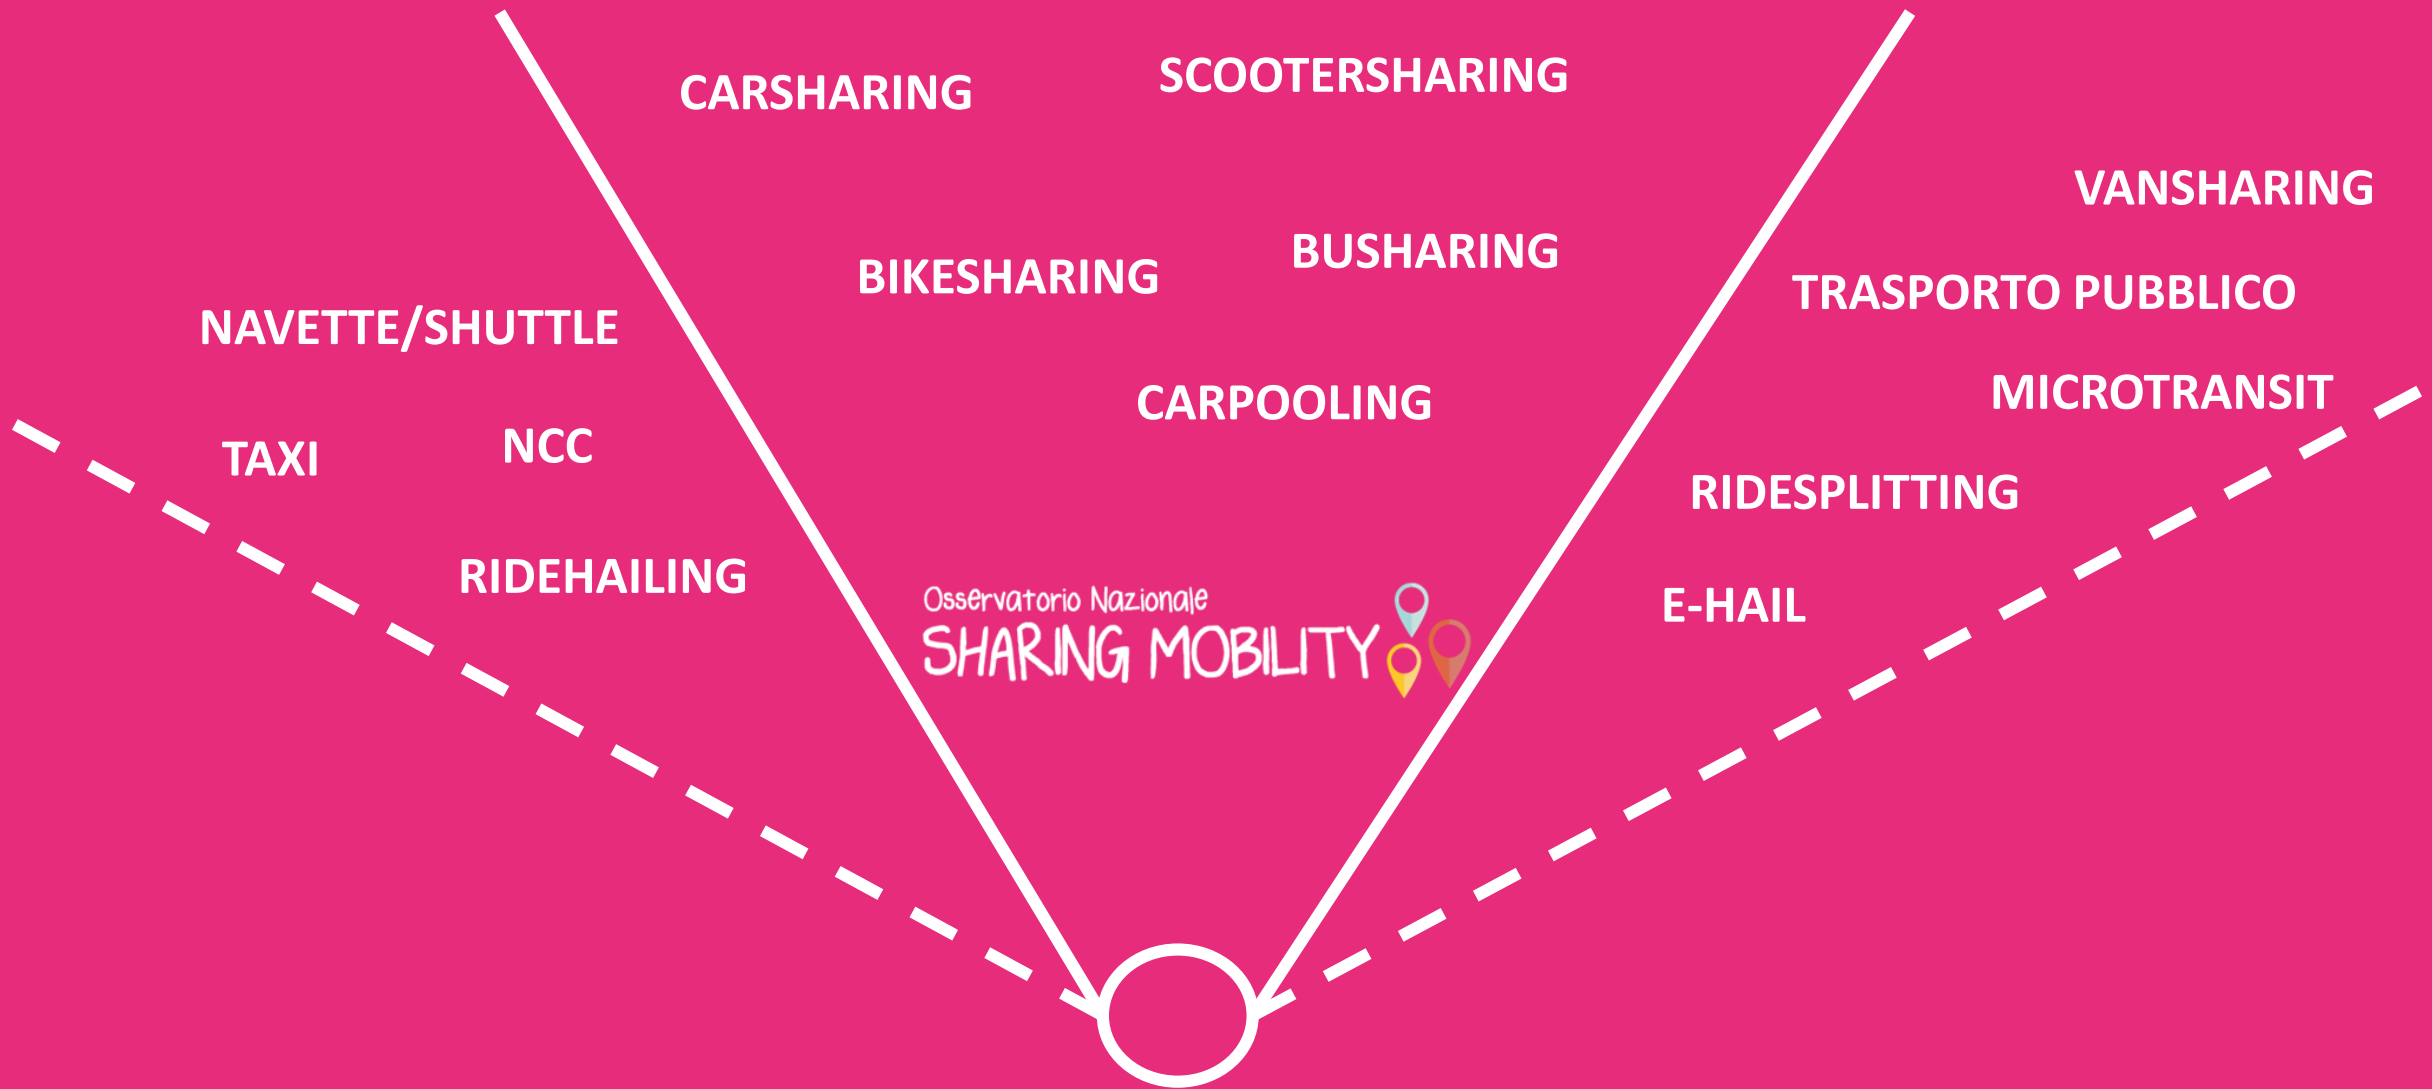 CARSHARING
SCOOTERSHARING
BIKESHARING
BUSHARING
CARPOOLING
NAVETTE/SHUTTLE
TAXI
NCC
RIDEHAILING
VANSHARING
TRASPORTO PUBBLICO
MICROTRANSIT
RIDESPLITTING
E-HAIL
Osservatorio Nazionale
SHARING MOBILITY